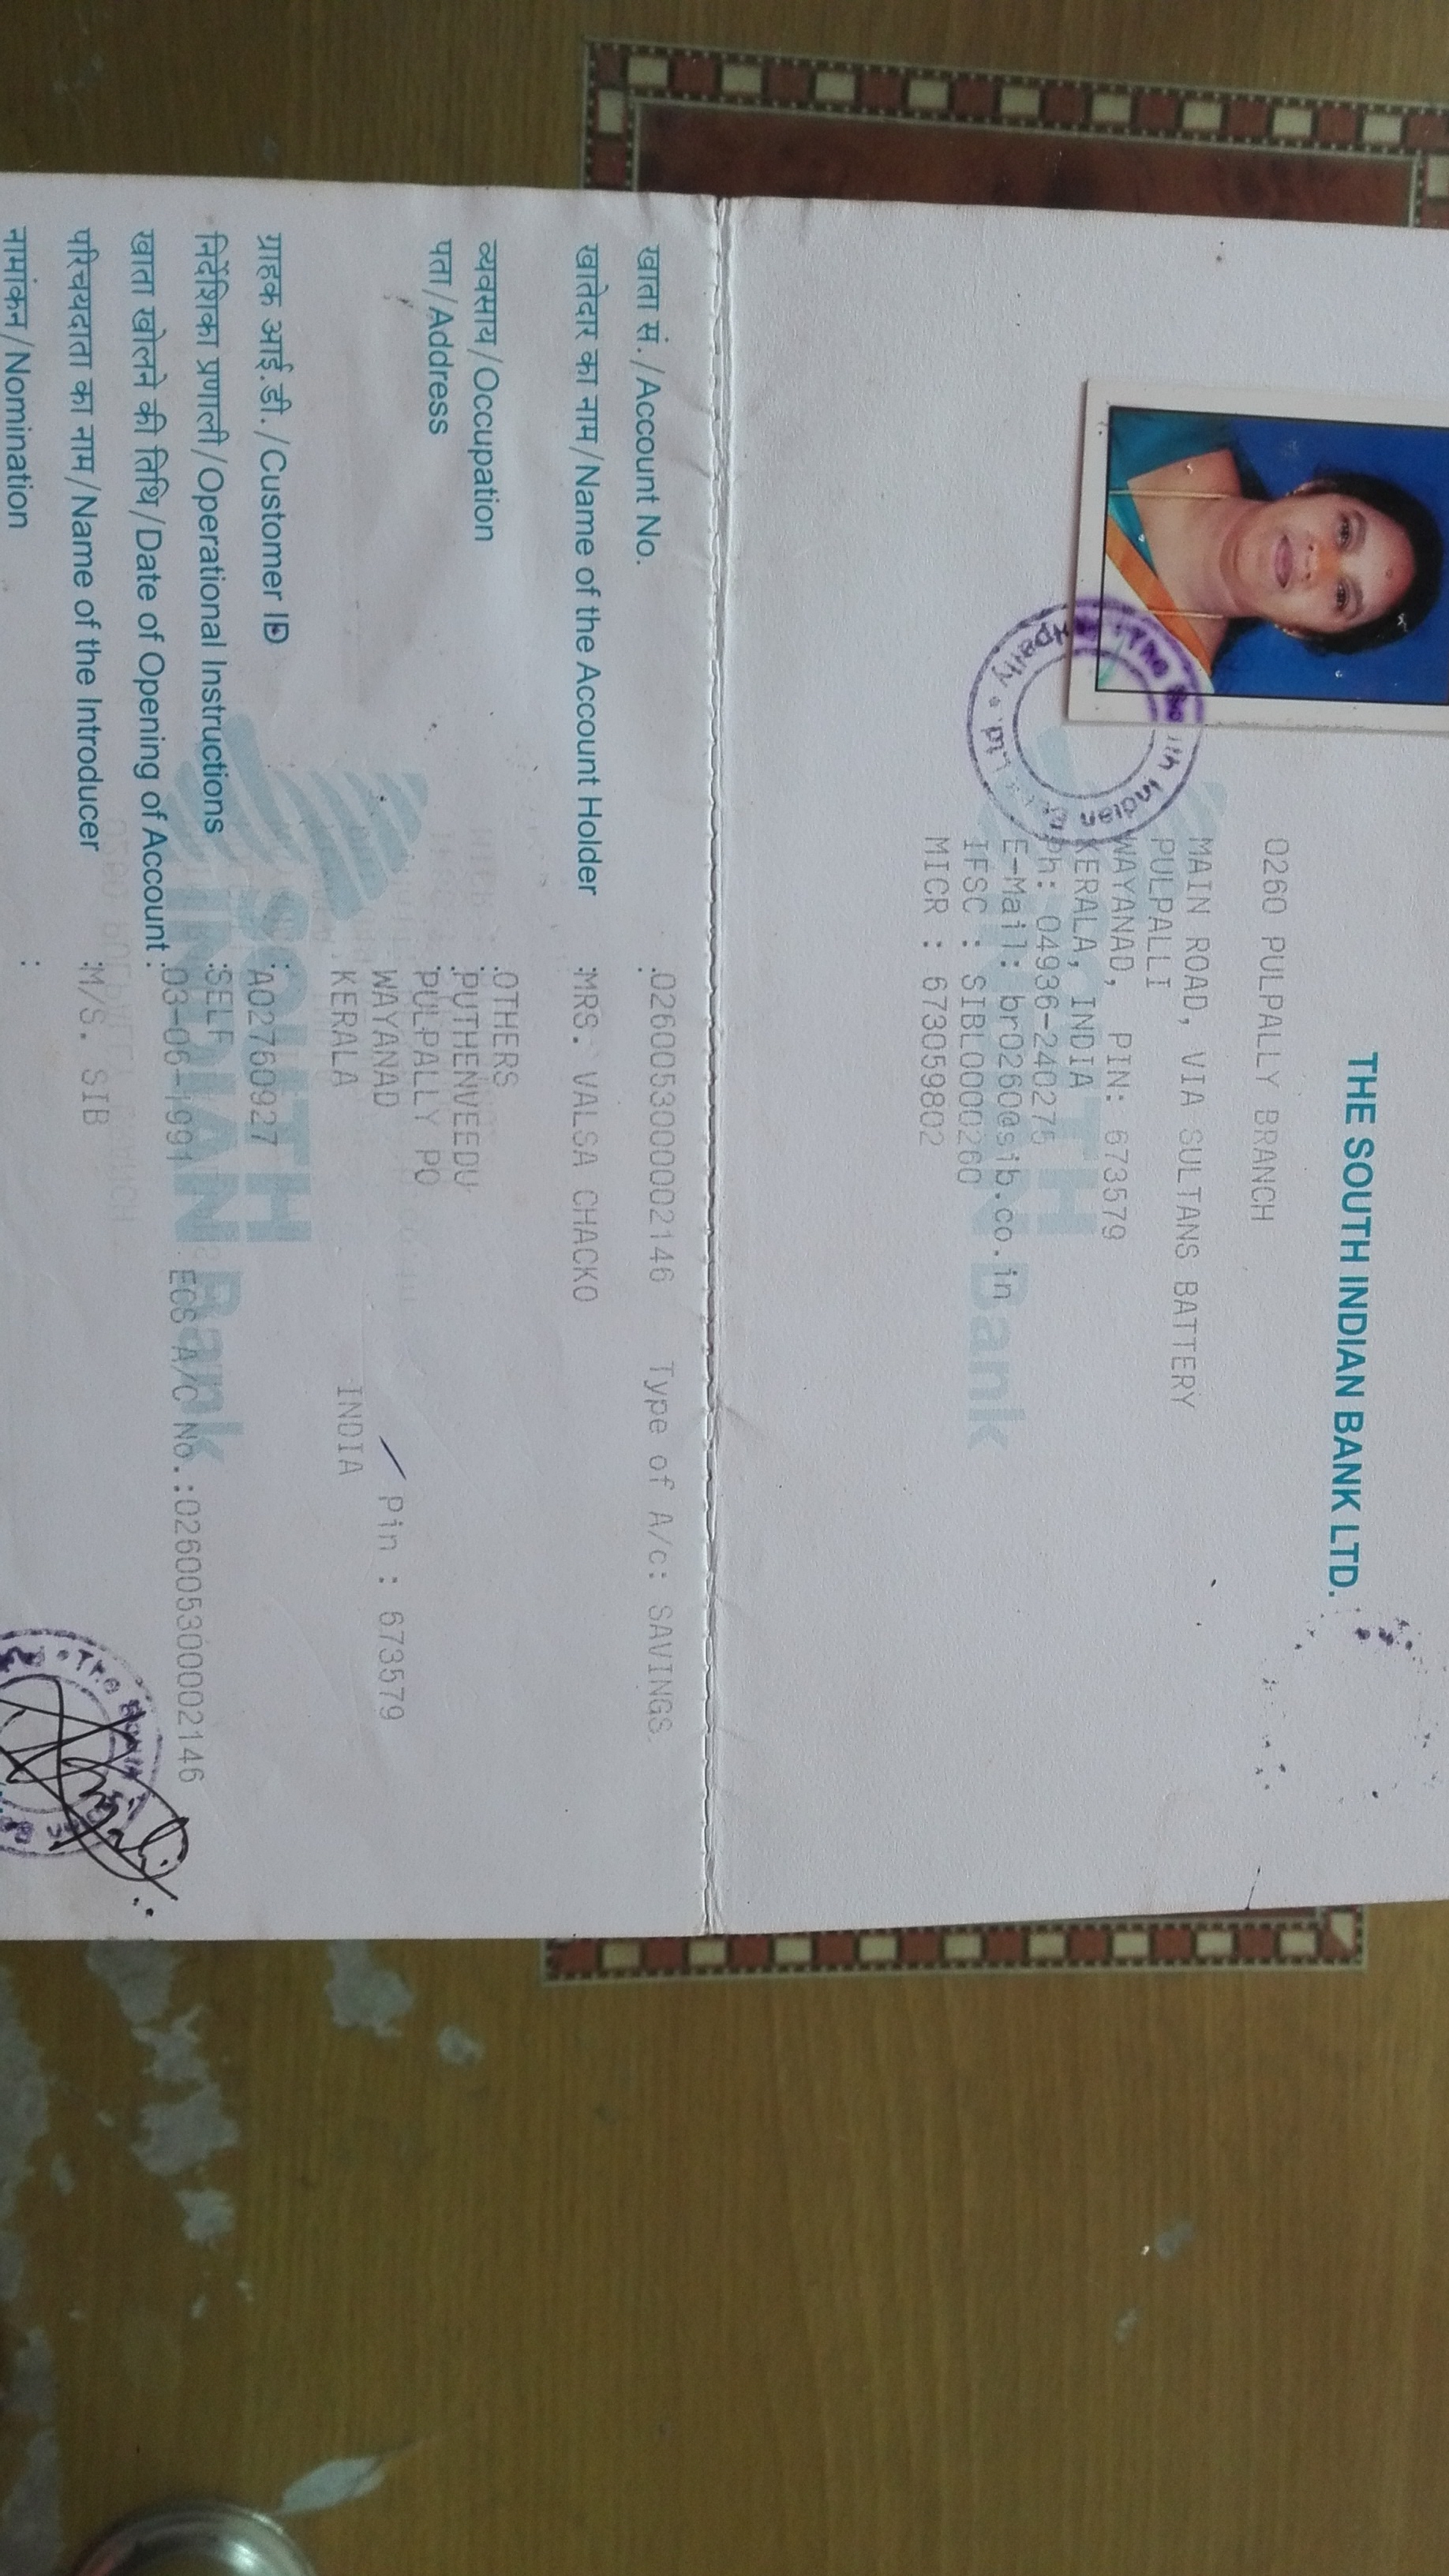 THE SOUTH INDIAN BANK LTD.
0260 PULPALLY BRANCH
MAIN ROAD, VIA SULTANS BATTERY
PULPALLI
WAYANAD, PIN: 673579
KERALA, INDIA
Ph: 04936-240275
E-Mail: br0260@sib.co.in
IFSC : SIBL0000260
MICR : 673059802
SOUTH
INDIAN Bank
खाता सं./Account No. :0260053000002146 Type of A/c: SAVINGS
खातेदार का नाम/Name of the Account Holder :MRS. VALSA CHACKO
व्यवसाय/Occupation :OTHERS
पता/Address :PUTHENVEEDU
PULPALLY PO
WAYANAD Pin : 673579
KERALA INDIA
ग्राहक आई.डी./Customer ID :A02760927
निर्देशिका प्रणाली/Operational Instructions :SELF
खाता खोलने की तिथि/Date of Opening of Account :03-06-1991 ECS A/C No.:0260053000002146
परिचयदाता का नाम/Name of the Introducer :M/S. SIB
नामांकन/Nomination :
SOUTH
INDIAN Bank